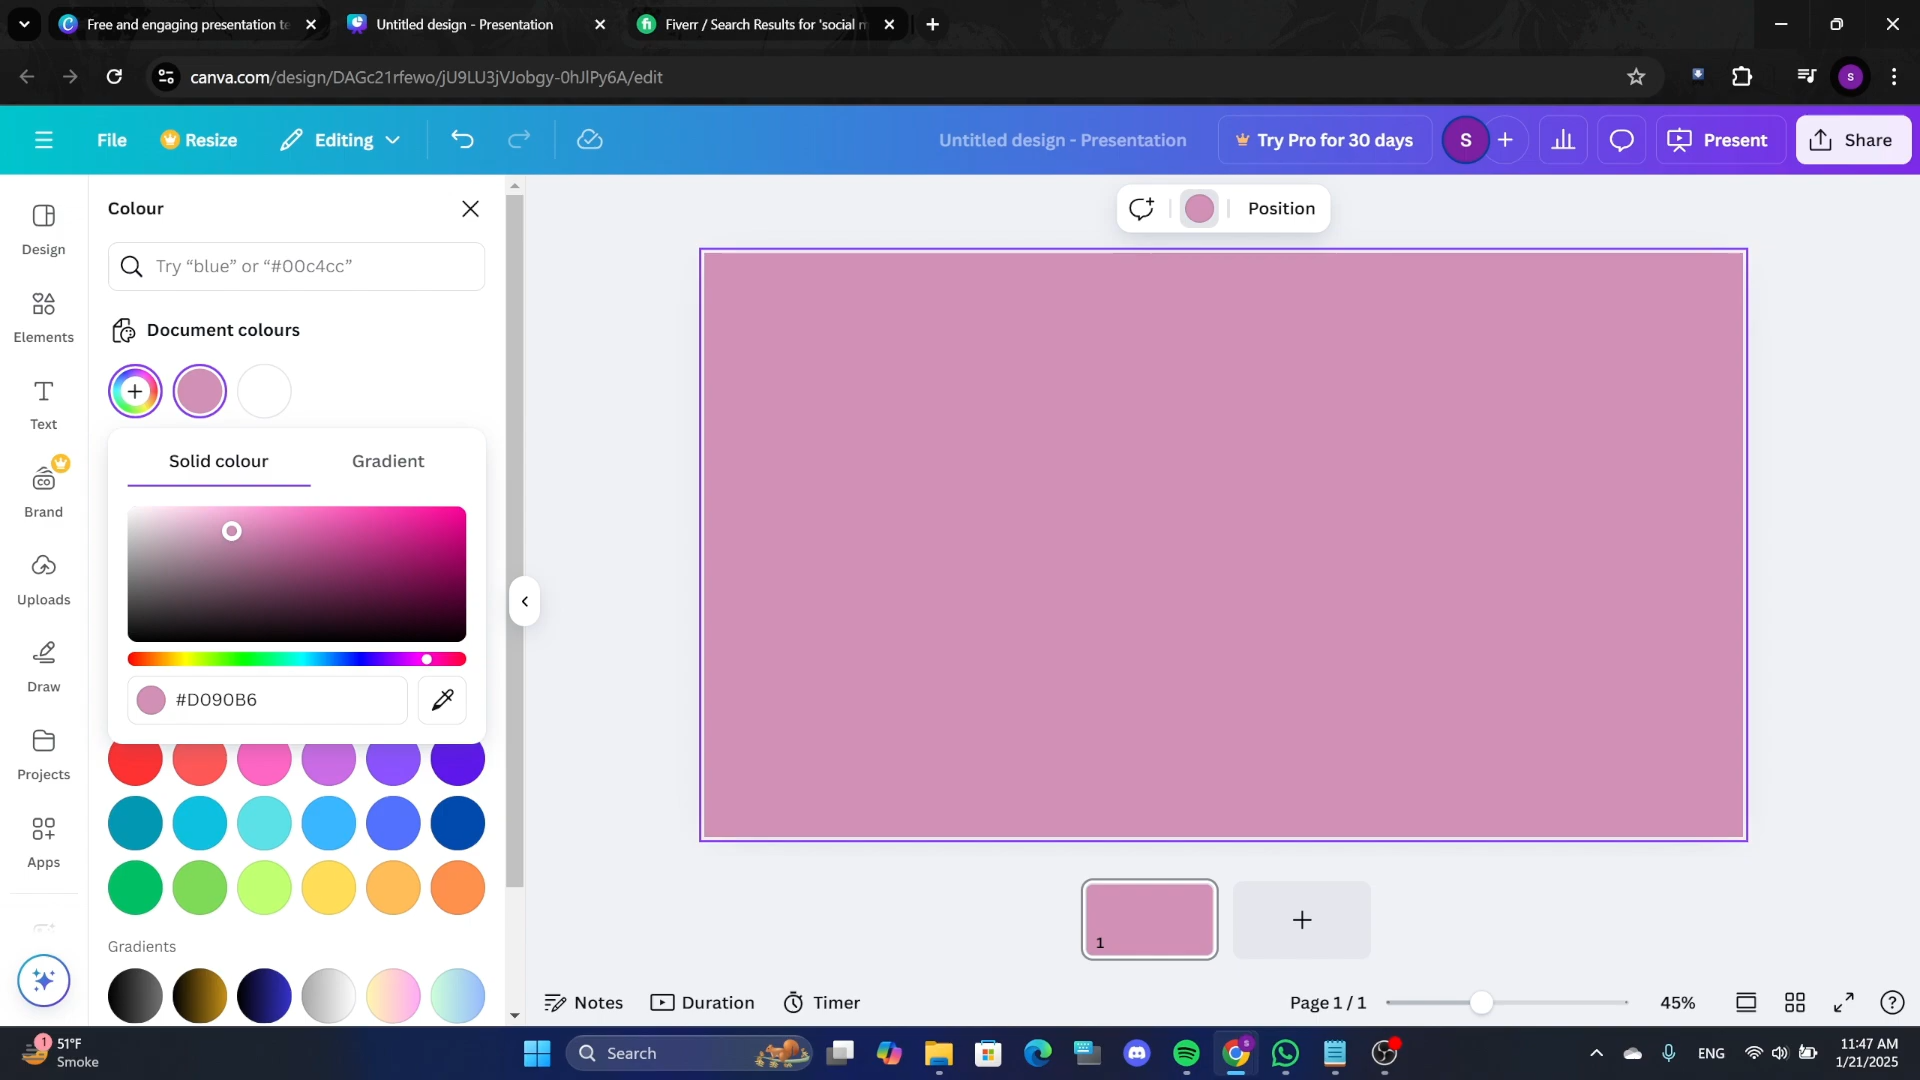 Free and engaging presentation te
Untitled design - Presentation
Fiverr / Search Results for 'social m
canva.com/design/DAGc21rfewo/jU9LU3jVJobgy-0hJlPy6A/edit
S
File
Resize
Editing
Untitled design - Presentation
Try Pro for 30 days
S
Present
Share
Design
Elements
Text
Brand
Uploads
Draw
Projects
Apps
Colour
Try “blue” or “#00c4cc”
Document colours
Solid colour
Gradient
#D090B6
Gradients
Position
1
Notes
Duration
Timer
Page 1 / 1
45%
1
51°F
Smoke
Search
ENG
11:47 AM
1/21/2025